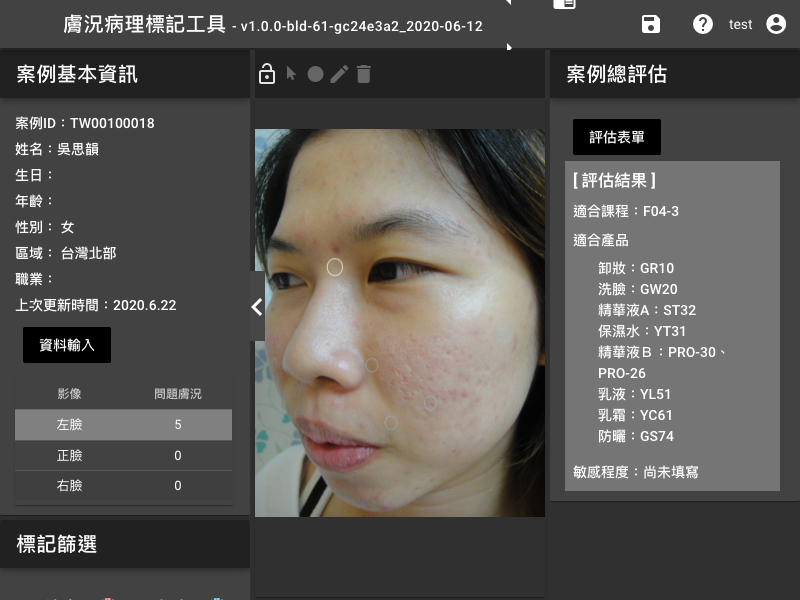 膚況病理標記工具 - v1.0.0-bld-61-gc24e3a2_2020-06-12
test
案例基本資訊
案例ID：TW00100018
姓名：吳思韻
生日：
年齡：
性別： 女
區域： 台灣北部
職業：
上次更新時間：2020.6.22
資料輸入
影像 問題膚況
左臉 5
正臉 0
右臉 0
標記篩選
案例總評估
評估表單
[ 評估結果 ]
適合課程：F04-3
適合產品
卸妝：GR10
洗臉：GW20
精華液A：ST32
保濕水：YT31
精華液Ｂ：PRO-30、
PRO-26
乳液：YL51
乳霜：YC61
防曬：GS74
敏感程度：尚未填寫